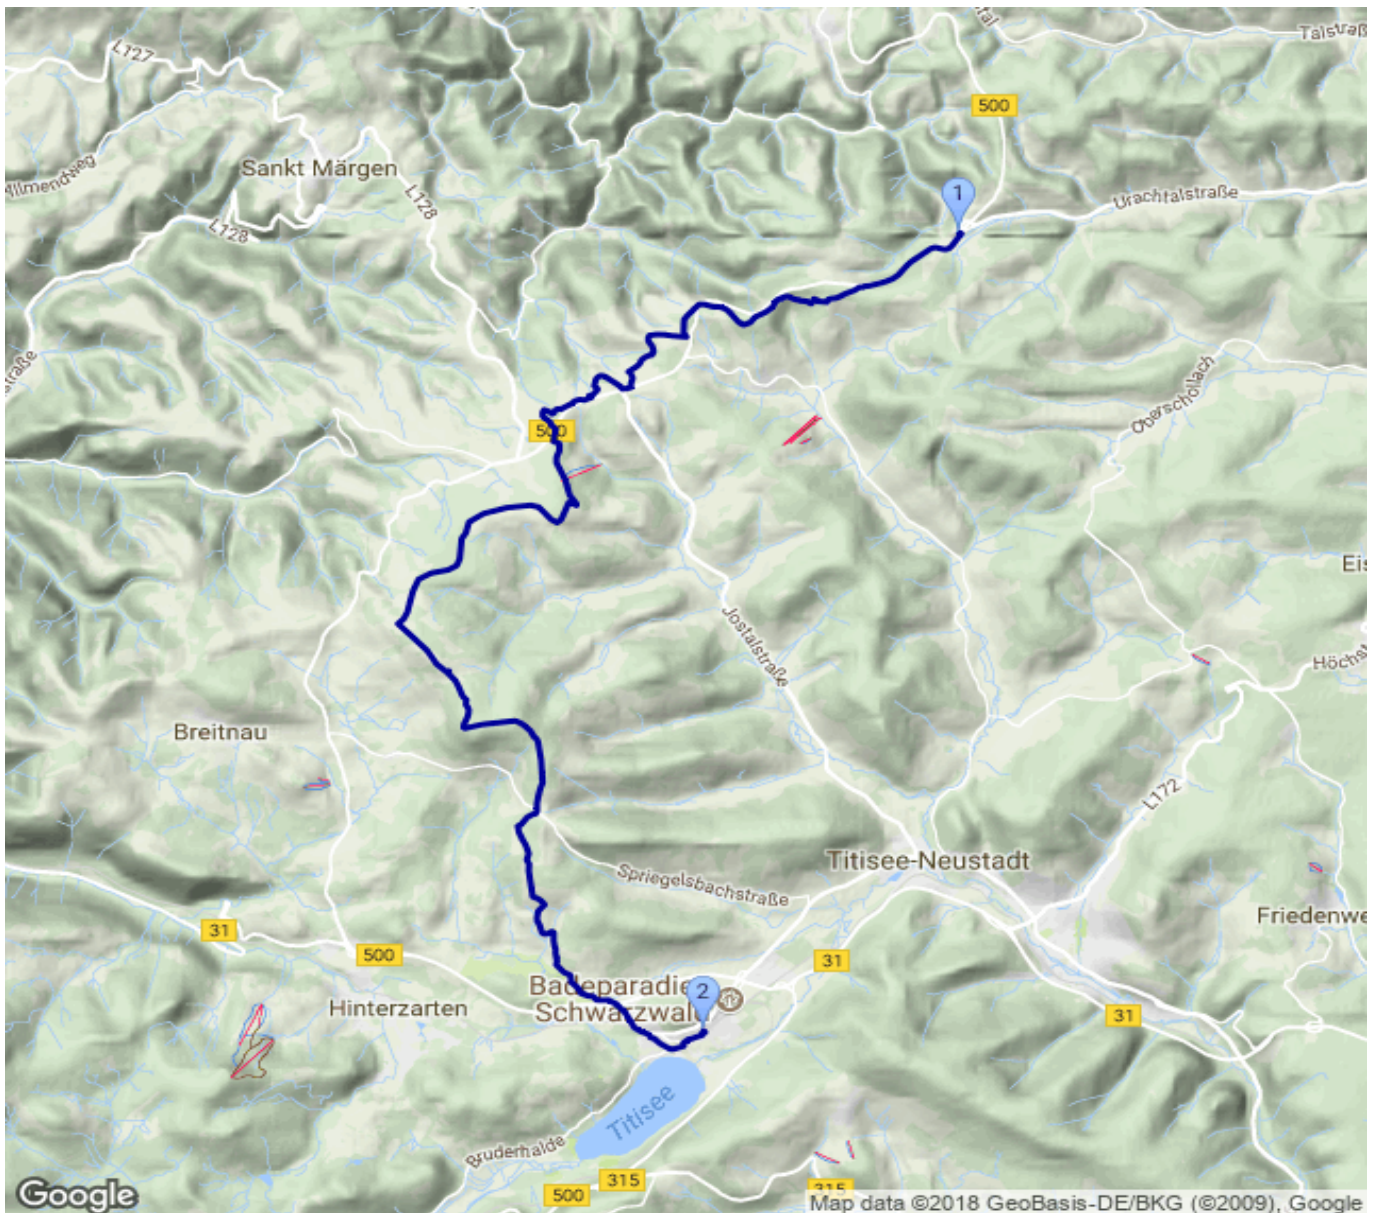 L127
Talstraß
500
Sankt Märgen
1
Urachtalstraße
L128
L128
straße
Oberschollach
500
Eis
Jostalstraße
Höchst
Breitnau
L172
Titisee-Neustadt
Spriegelsbachstraße
Friedenwe
31
500
31
Badeparadies
Schwarzwald
2
Hinterzarten
31
Titisee
Bruderhalde
315
500
315
Google
Map data ©2018 GeoBasis-DE/BKG (©2009), Google